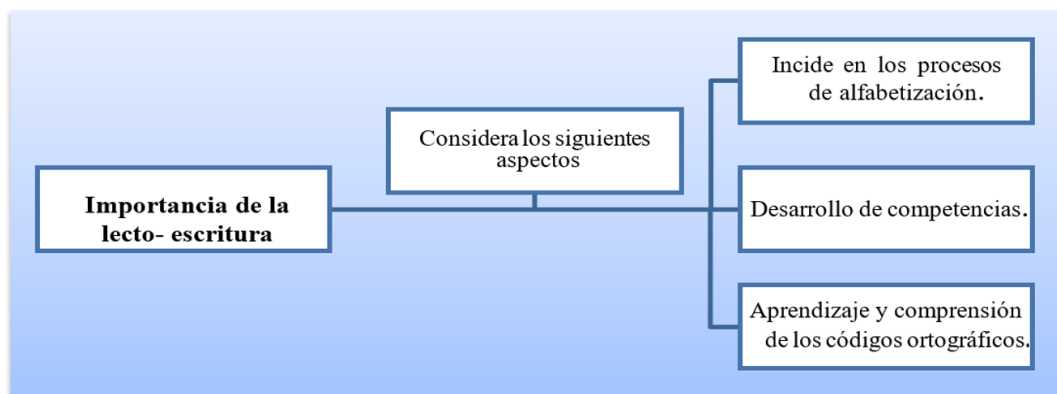 Importancia de la
lecto- escritura
Considera los siguientes
aspectos
Incide en los procesos
de alfabetización.
Desarrollo de competencias.
Aprendizaje y comprensión
de los códigos ortográficos.